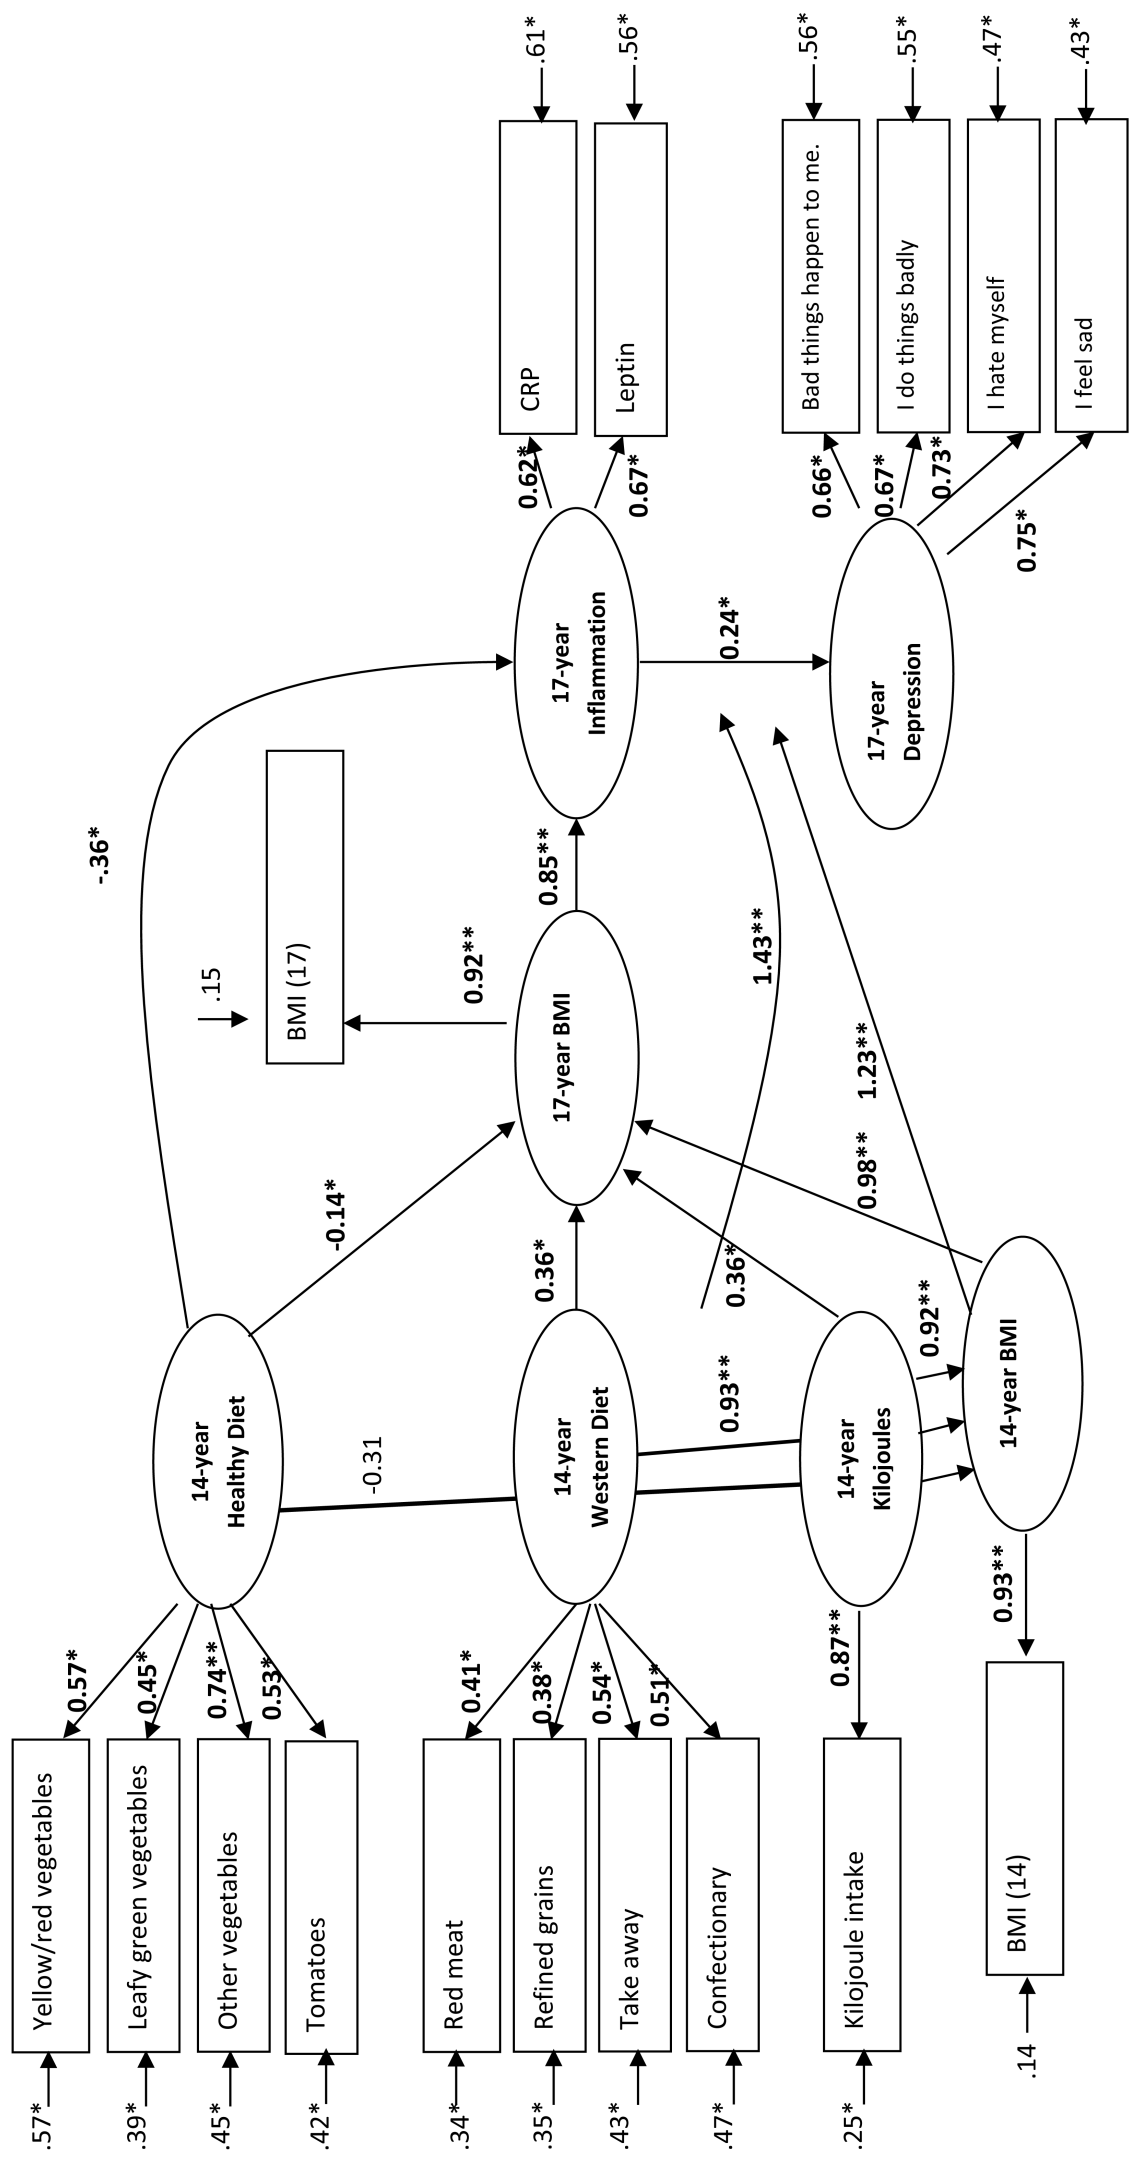 .57*
Yellow/red vegetables
0.57*
.39*
Leafy green vegetables
0.45*
.45*
Other vegetables
0.74**
.42*
Tomatoes
0.53*
14-year
Healthy Diet
-.36*
-0.14*
-0.31
.15
BMI (17)
0.92**
.34*
Red meat
0.41*
.35*
Refined grains
0.38*
.43*
Take away
0.54*
.47*
Confectionary
0.51*
14-year
Western Diet
0.36*
17-year BMI
0.85**
17-year
Inflammation
0.62*
CRP
.61*
0.67*
Leptin
.56*
0.93**
0.36*
1.43**
0.24*
.25*
Kilojoule intake
0.87**
14-year
Kilojoules
0.92**
0.98**
1.23**
17-year
Depression
0.66*
Bad things happen to me.
.56*
0.67*
I do things badly
.55*
0.73*
I hate myself
.47*
0.75*
I feel sad
.43*
.14
BMI (14)
0.93**
14-year BMI